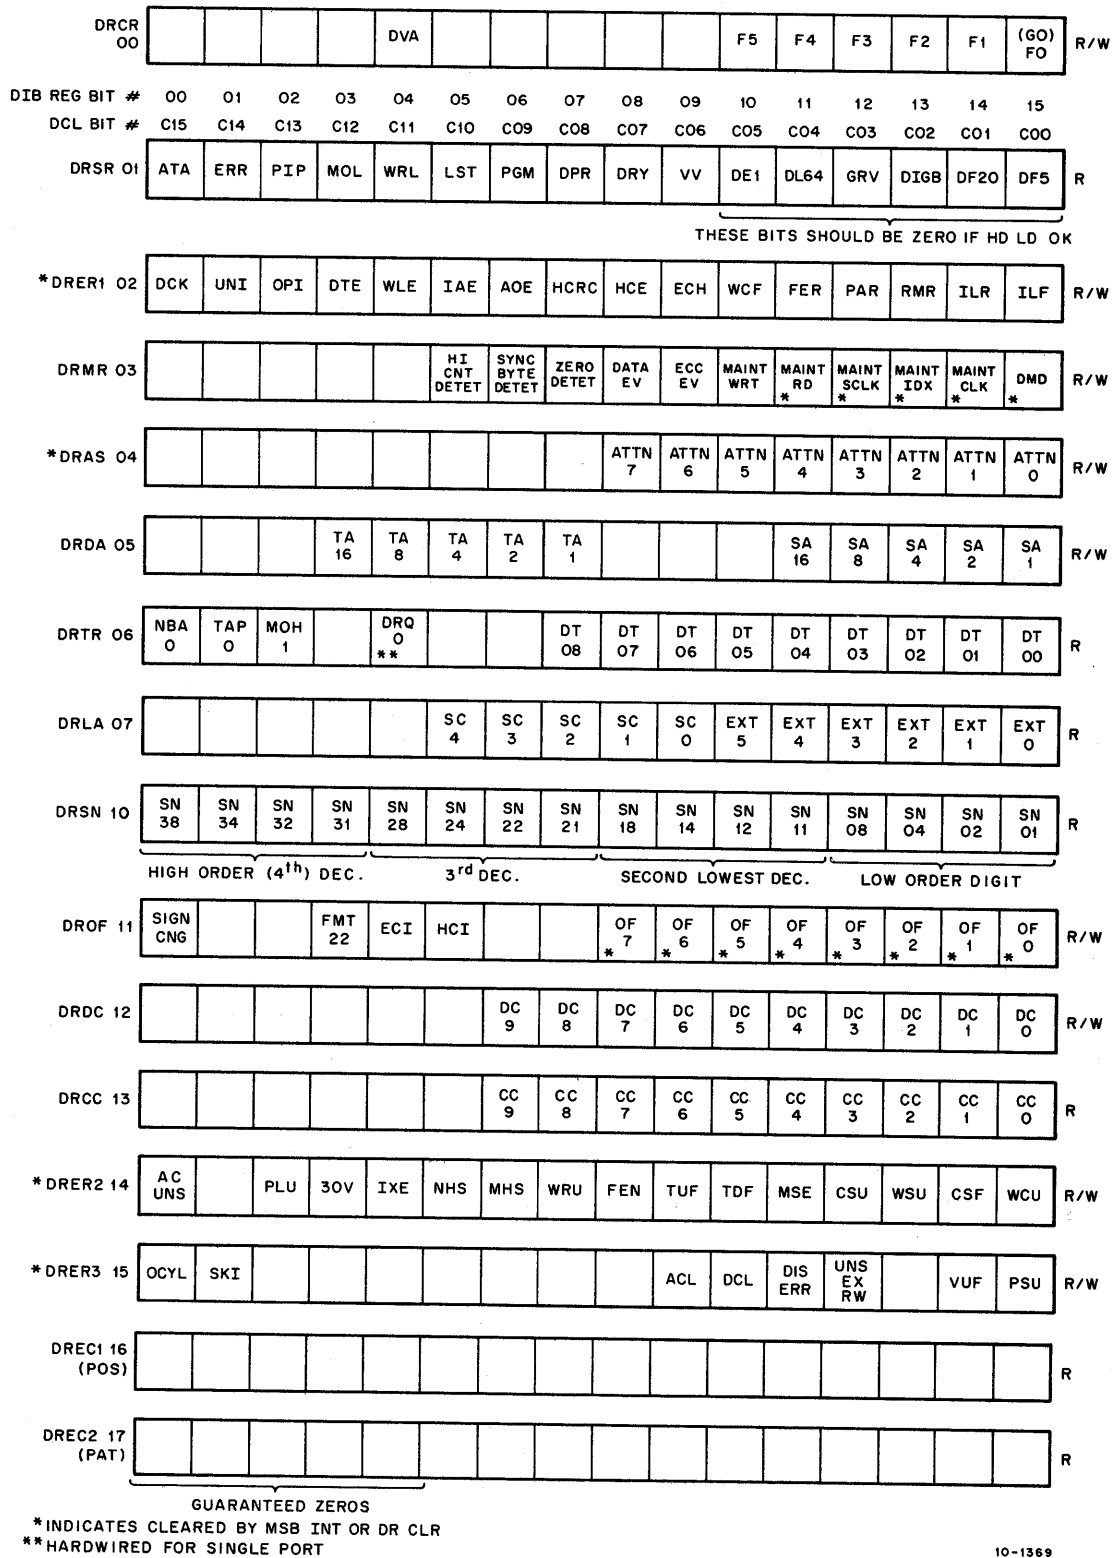 DRCR 00 DVA F5 F4 F3 F2 F1 (GO) F0 R/W
DIB REG BIT # 00 01 02 03 04 05 06 07 08 09 10 11 12 13 14 15
DCL BIT # C15 C14 C13 C12 C11 C10 C09 C08 C07 C06 C05 C04 C03 C02 C01 C00
DRSR 01 ATA ERR PIP MOL WRL LST PGM DPR DRY VV DE1 DL64 GRV DIGB DF20 DF5 R
THESE BITS SHOULD BE ZERO IF HD LD OK
*DRER1 02 DCK UNI OPI DTE WLE IAE AOE HCRC HCE ECH WCF FER PAR RMR ILR ILF R/W
DRMR 03 HI CNT DETET SYNC BYTE DETET ZERO DETET DATA EV ECC EV MAINT WRT MAINT RD * MAINT SCLK * MAINT IDX * MAINT CLK * DMD * R/W
*DRAS 04 ATTN 7 ATTN 6 ATTN 5 ATTN 4 ATTN 3 ATTN 2 ATTN 1 ATTN 0 R/W
DRDA 05 TA 16 TA 8 TA 4 TA 2 TA 1 SA 16 SA 8 SA 4 SA 2 SA 1 R/W
DRTR 06 NBA 0 TAP 0 MOH 1 DRQ 0 ** DT 08 DT 07 DT 06 DT 05 DT 04 DT 03 DT 02 DT 01 DT 00 R
DRLA 07 SC 4 SC 3 SC 2 SC 1 SC 0 EXT 5 EXT 4 EXT 3 EXT 2 EXT 1 EXT 0 R
DRSN 10 SN 38 SN 34 SN 32 SN 31 SN 28 SN 24 SN 22 SN 21 SN 18 SN 14 SN 12 SN 11 SN 08 SN 04 SN 02 SN 01 R
HIGH ORDER (4th) DEC. 3rd DEC. SECOND LOWEST DEC. LOW ORDER DIGIT
DROF 11 SIGN CNG FMT 22 ECI HCI OF 7 * OF 6 * OF 5 * OF 4 * OF 3 * OF 2 * OF 1 * OF 0 * R/W
DRDC 12 DC 9 DC 8 DC 7 DC 6 DC 5 DC 4 DC 3 DC 2 DC 1 DC 0 R/W
DRCC 13 CC 9 CC 8 CC 7 CC 6 CC 5 CC 4 CC 3 CC 2 CC 1 CC 0 R
*DRER2 14 AC UNS PLU 30V IXE NHS MHS WRU FEN TUF TDF MSE CSU WSU CSF WCU R/W
*DRER3 15 OCYL SKI ACL DCL DIS ERR UNS EX RW VUF PSU R/W
DREC1 16 (POS) R
DREC2 17 (PAT) R
GUARANTEED ZEROS
*INDICATES CLEARED BY MSB INT OR DR CLR
**HARDWIRED FOR SINGLE PORT
10-1369